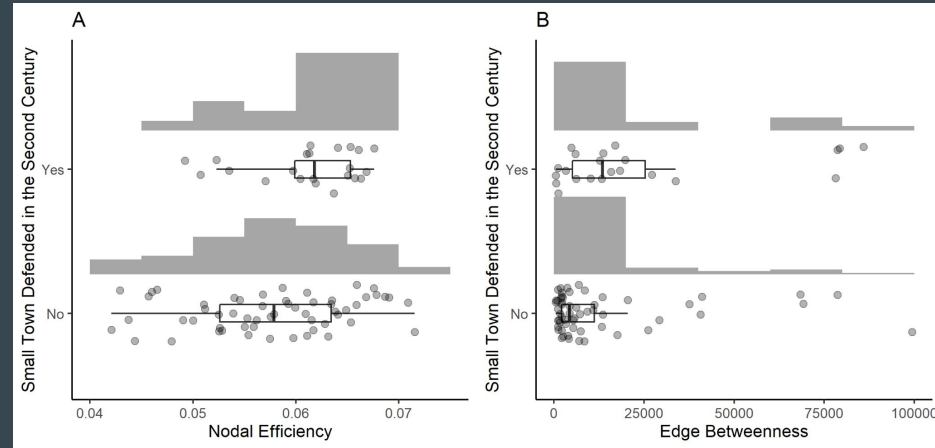 A
Small Town Defended in the Second Century
Yes
No
0.04
0.05
0.06
0.07
Nodal Efficiency
B
Small Town Defended in the Second Century
Yes
No
0
25000
50000
75000
100000
Edge Betweenness